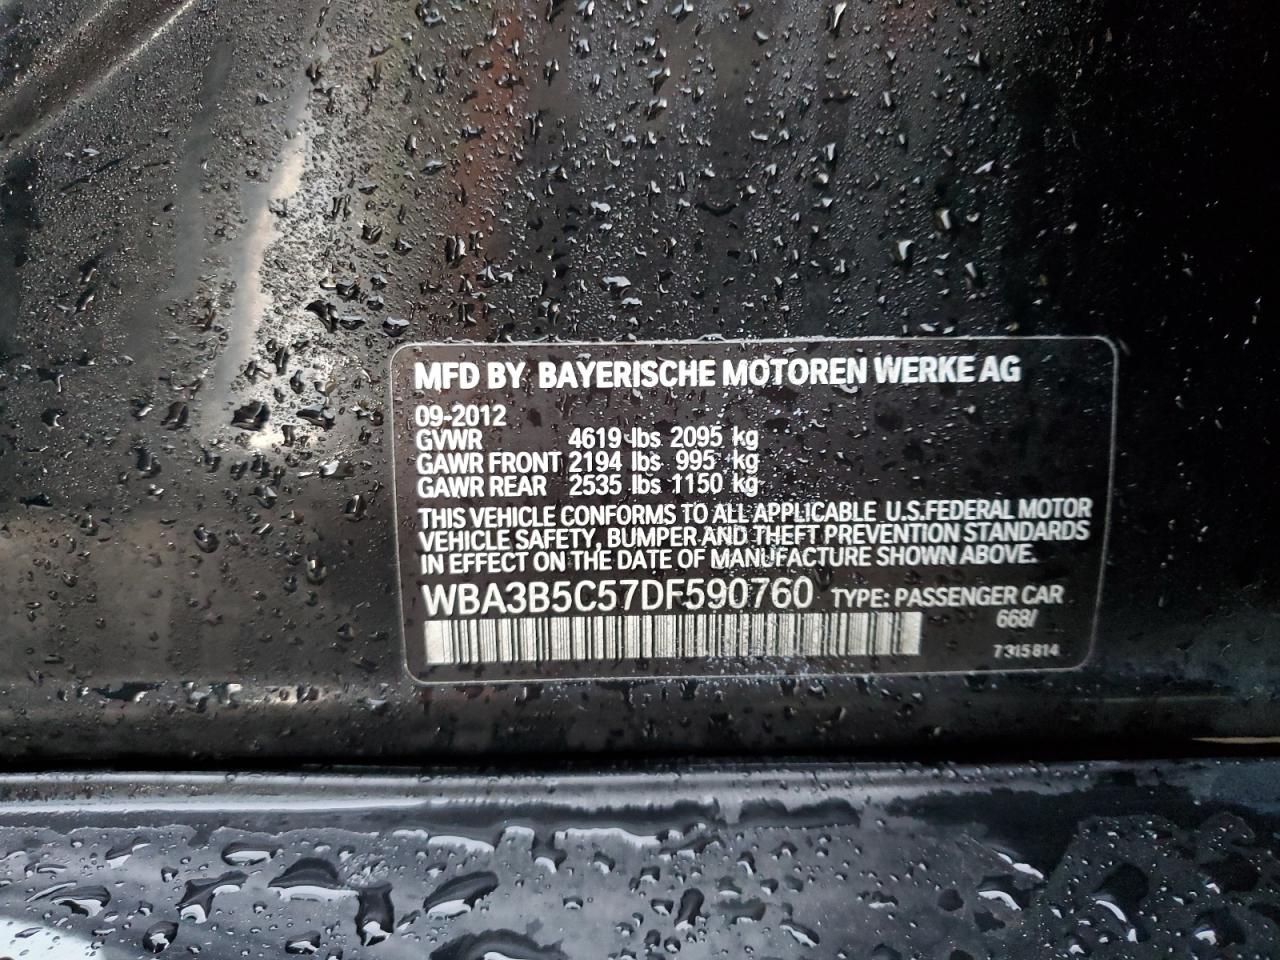 MFD BY BAYERISCHE MOTOREN WERKE AG
09-2012
GVWR 4619 lbs 2095 kg
GAWR FRONT 2194 lbs 995 kg
GAWR REAR 2535 lbs 1150 kg
THIS VEHICLE CONFORMS TO ALL APPLICABLE U.S.FEDERAL MOTOR
VEHICLE SAFETY, BUMPER AND THEFT PREVENTION STANDARDS
IN EFFECT ON THE DATE OF MANUFACTURE SHOWN ABOVE.
WBA3B5C57DF590760 TYPE: PASSENGER CAR
668/
7315814